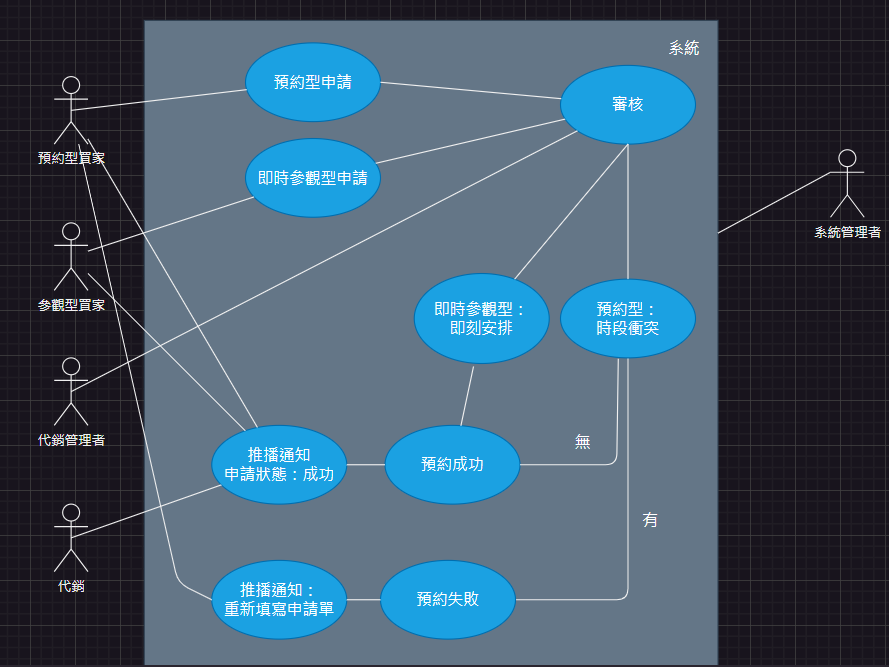 系統
預約型申請
審核
預約型買家
即時參觀型申請
系統管理者
參觀型買家
即時參觀型：
即刻安排
預約型：
時段衝突
代銷管理者
無
推播通知
申請狀態：成功
預約成功
有
代銷
推播通知：
重新填寫申請單
預約失敗